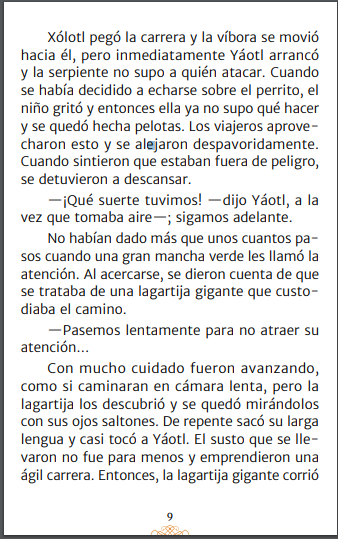 Xólotl pegó la carrera y la víbora se movió
hacia él, pero inmediatamente Yáotl arrancó
y la serpiente no supo a quién atacar. Cuando
se había decidido a echarse sobre el perrito, el
niño gritó y entonces ella ya no supo qué hacer
y se quedó hecha pelotas. Los viajeros aprove-
charon esto y se alejaron despavoridamente.
Cuando sintieron que estaban fuera de peligro,
se detuvieron a descansar.
—¡Qué suerte tuvimos! —dijo Yáotl, a la
vez que tomaba aire—; sigamos adelante.
No habían dado más que unos cuantos pa-
sos cuando una gran mancha verde les llamó la
atención. Al acercarse, se dieron cuenta de que
se trataba de una lagartija gigante que custo-
diaba el camino.
—Pasemos lentamente para no atraer su
atención...
Con mucho cuidado fueron avanzando,
como si caminaran en cámara lenta, pero la
lagartija los descubrió y se quedó mirándolos
con sus ojos saltones. De repente sacó su larga
lengua y casi tocó a Yáotl. El susto que se lle-
varon no fue para menos y emprendieron una
ágil carrera. Entonces, la lagartija gigante corrió
9